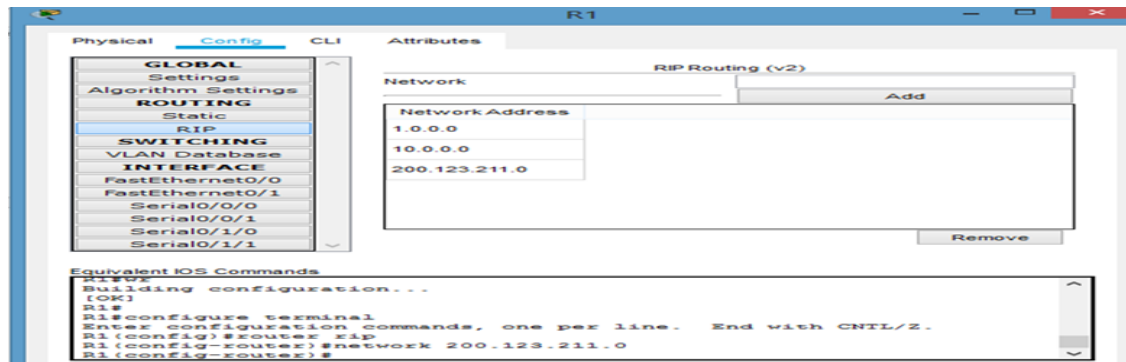 R1
Physical Config CLI Attributes
GLOBAL
Settings
Algorithm Settings
ROUTING
Static
RIP
SWITCHING
VLAN Database
INTERFACE
FastEthernet0/0
FastEthernet0/1
Serial0/0/0
Serial0/0/1
Serial0/1/0
Serial0/1/1
RIP Routing (v2)
Network
Add
Network Address
1.0.0.0
10.0.0.0
200.123.211.0
Remove
Equivalent IOS Commands
R1#wr
Building configuration...
[OK]
R1#
R1#configure terminal
Enter configuration commands, one per line. End with CNTL/Z.
R1(config)#router rip
R1(config-router)#network 200.123.211.0
R1(config-router)#